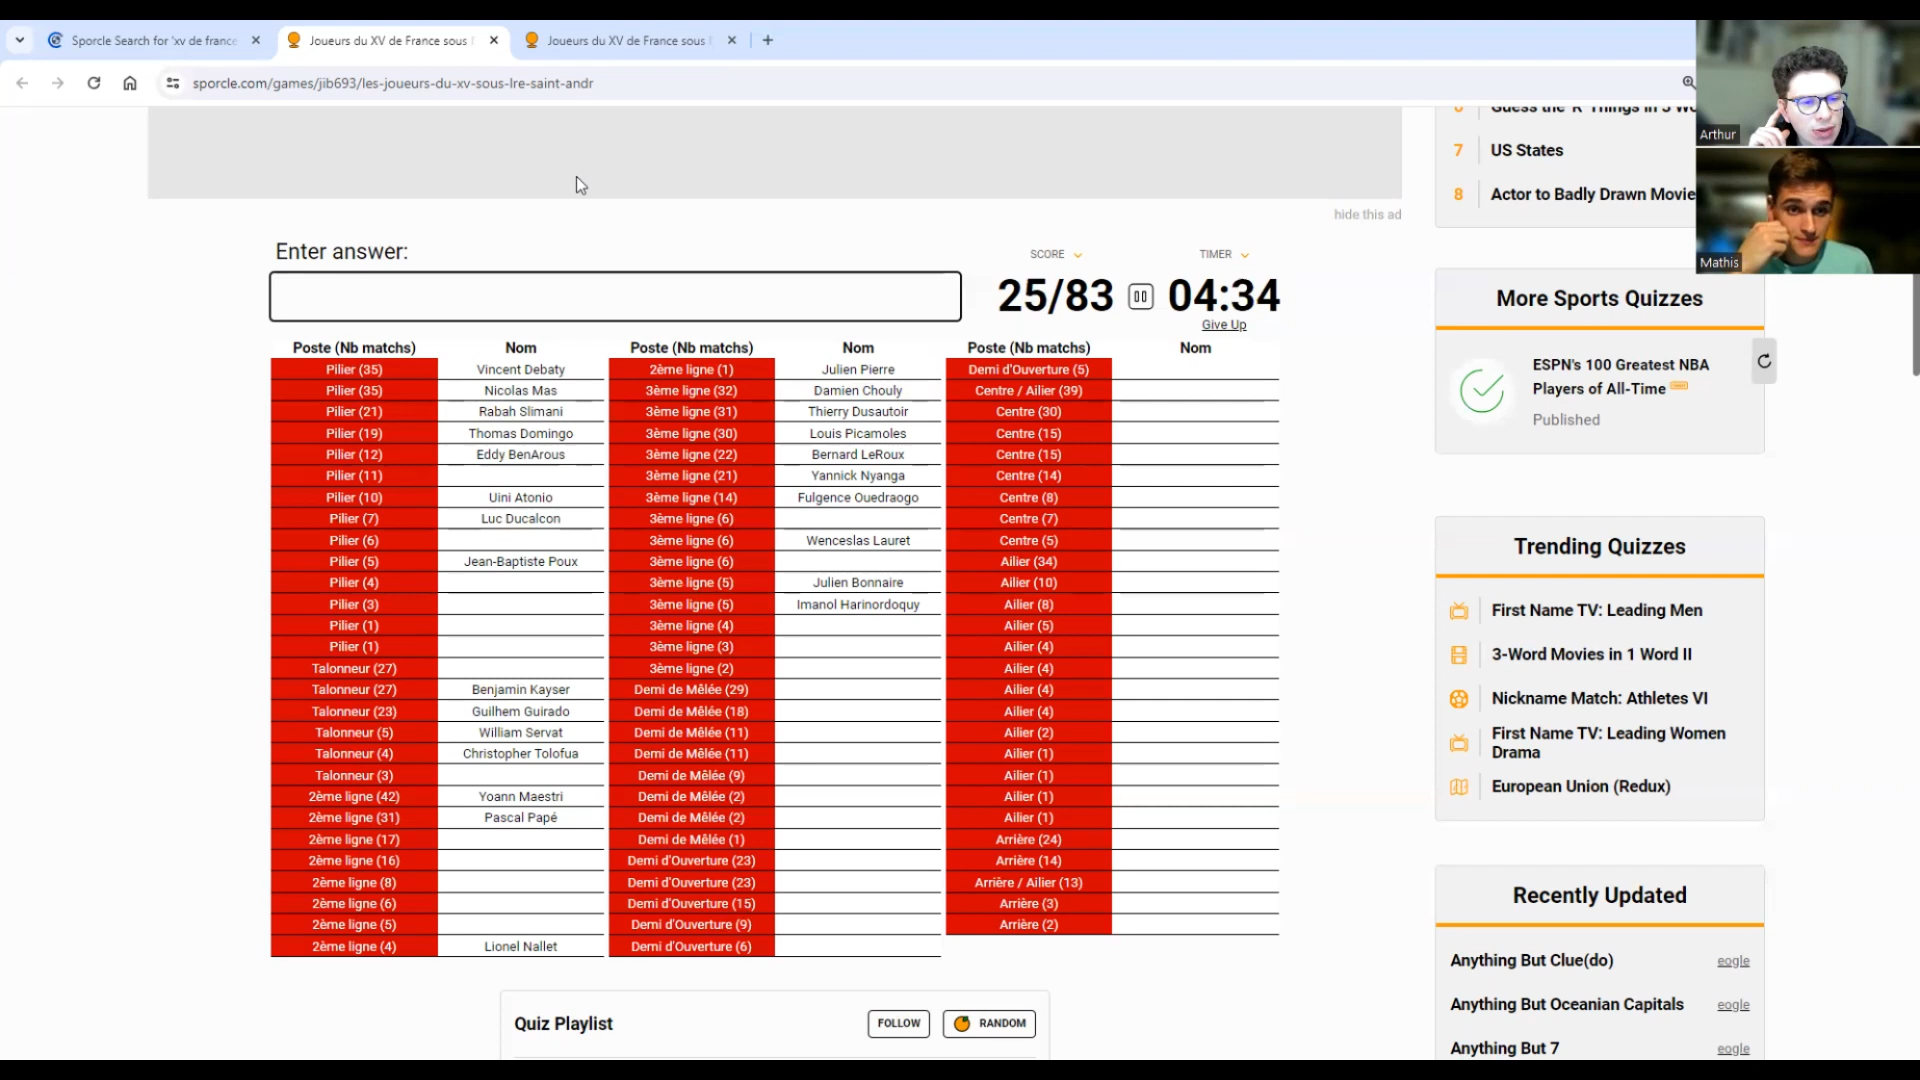 Sporcle Search for 'xv de france
Joueurs du XV de France sous
Joueurs du XV de France sous
sporcle.com/games/jib693/les-joueurs-du-xv-sous-lre-saint-andr
Arthur
Mathis
hide this ad
Enter answer:
SCORE
TIMER
25/83
04:34
Give Up
Poste (Nb matchs) Nom
Pilier (35) Vincent Debaty
Pilier (35) Nicolas Mas
Pilier (21) Rabah Slimani
Pilier (19) Thomas Domingo
Pilier (12) Eddy BenArous
Pilier (11)
Pilier (10) Uini Atonio
Pilier (7) Luc Ducalcon
Pilier (6)
Pilier (5) Jean-Baptiste Poux
Pilier (4)
Pilier (3)
Pilier (1)
Pilier (1)
Talonneur (27)
Talonneur (27) Benjamin Kayser
Talonneur (23) Guilhem Guirado
Talonneur (5) William Servat
Talonneur (4) Christopher Tolofua
Talonneur (3)
2ème ligne (42) Yoann Maestri
2ème ligne (31) Pascal Papé
2ème ligne (17)
2ème ligne (16)
2ème ligne (8)
2ème ligne (6)
2ème ligne (5)
2ème ligne (4) Lionel Nallet
Poste (Nb matchs) Nom
2ème ligne (1) Julien Pierre
3ème ligne (32) Damien Chouly
3ème ligne (31) Thierry Dusautoir
3ème ligne (30) Louis Picamoles
3ème ligne (22) Bernard LeRoux
3ème ligne (21) Yannick Nyanga
3ème ligne (14) Fulgence Ouedraogo
3ème ligne (6)
3ème ligne (6) Wenceslas Lauret
3ème ligne (6)
3ème ligne (5) Julien Bonnaire
3ème ligne (5) Imanol Harinordoquy
3ème ligne (4)
3ème ligne (3)
3ème ligne (2)
Demi de Mêlée (29)
Demi de Mêlée (18)
Demi de Mêlée (11)
Demi de Mêlée (11)
Demi de Mêlée (9)
Demi de Mêlée (2)
Demi de Mêlée (2)
Demi de Mêlée (1)
Demi d'Ouverture (23)
Demi d'Ouverture (23)
Demi d'Ouverture (15)
Demi d'Ouverture (9)
Demi d'Ouverture (6)
Poste (Nb matchs) Nom
Demi d'Ouverture (5)
Centre / Ailier (39)
Centre (30)
Centre (15)
Centre (15)
Centre (14)
Centre (8)
Centre (7)
Centre (5)
Ailier (34)
Ailier (10)
Ailier (8)
Ailier (5)
Ailier (4)
Ailier (4)
Ailier (4)
Ailier (4)
Ailier (2)
Ailier (1)
Ailier (1)
Ailier (1)
Ailier (1)
Arrière (24)
Arrière (14)
Arrière / Ailier (13)
Arrière (3)
Arrière (2)
Quiz Playlist
FOLLOW
RANDOM
7 US States
8 Actor to Badly Drawn Movie
More Sports Quizzes
ESPN's 100 Greatest NBA
Players of All-Time
Published
Trending Quizzes
First Name TV: Leading Men
3-Word Movies in 1 Word II
Nickname Match: Athletes VI
First Name TV: Leading Women
Drama
European Union (Redux)
Recently Updated
Anything But Clue(do) eogle
Anything But Oceanian Capitals eogle
Anything But 7 eogle